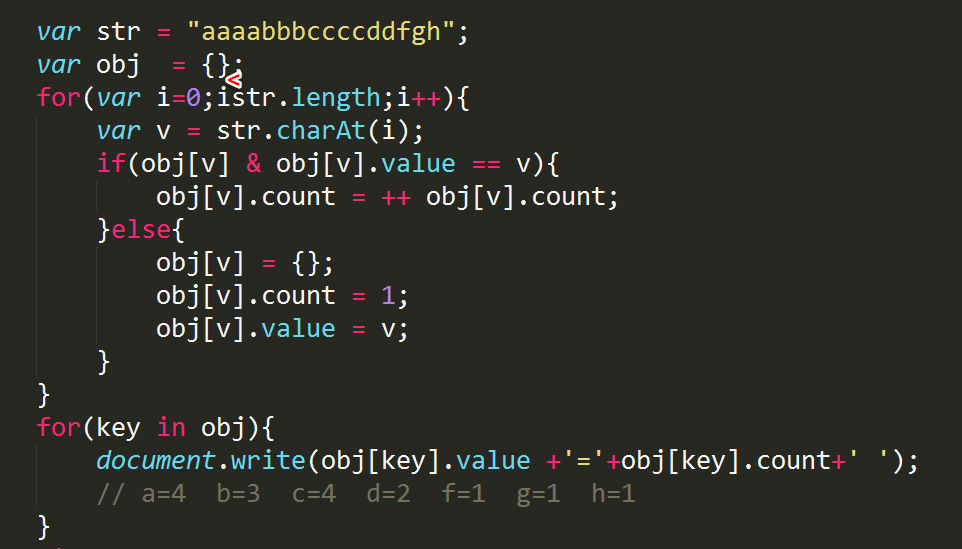 var str = "aaaabbbccccddfgh";
var obj  = {};
<
for(var i=0;istr.length;i++){
    var v = str.charAt(i);
    if(obj[v] & obj[v].value == v){
        obj[v].count = ++ obj[v].count;
    }else{
        obj[v] = {};
        obj[v].count = 1;
        obj[v].value = v;
    }
}
for(key in obj){
    document.write(obj[key].value +'='+obj[key].count+' ');
    // a=4  b=3  c=4  d=2  f=1  g=1  h=1
}